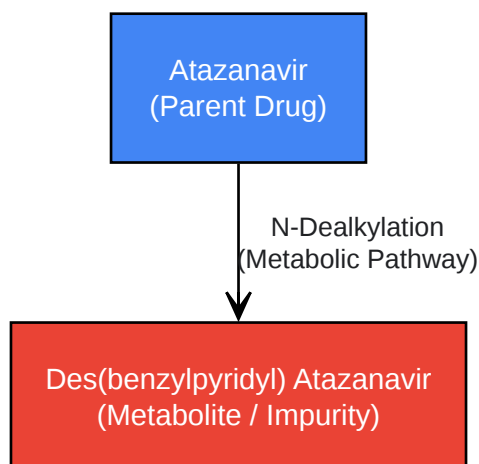 Atazanavir
(Parent Drug)
N-Dealkylation
(Metabolic Pathway)
Des(benzylpyridyl) Atazanavir
(Metabolite / Impurity)